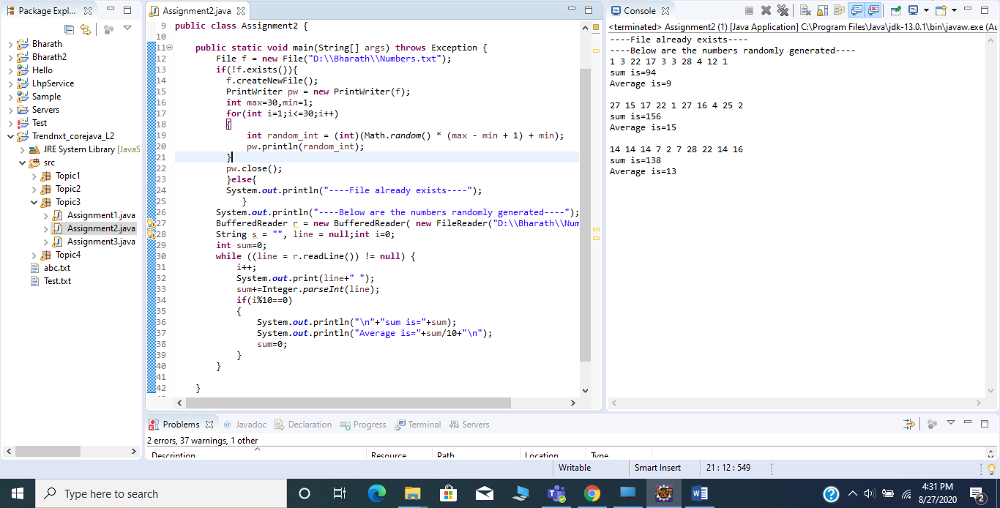 Package Expl...
Bharath
Bharath2
Hello
LhpService
Sample
Servers
Test
Trendnxt_corejava_L2
JRE System Library [JavaS
src
Topic1
Topic2
Topic3
Assignment1.java
Assignment2.java
Assignment3.java
Topic4
abc.txt
Test.txt
Assignment2.java
9 public class Assignment2 {
10
11 public static void main(String[] args) throws Exception {
12 File f = new File("D:\\Bharath\\Numbers.txt");
13 if(!f.exists()){
14 f.createNewFile();
15 PrintWriter pw = new PrintWriter(f);
16 int max=30,min=1;
17 for(int i=1;i<=30;i++)
18 {
19 int random_int = (int)(Math.random() * (max - min + 1) + min);
20 pw.println(random_int);
21 }
22 pw.close();
23 }else{
24 System.out.println("----File already exists----");
25 }
26 System.out.println("----Below are the numbers randomly generated----");
27 BufferedReader r = new BufferedReader( new FileReader("D:\\Bharath\\Num
28 String s = "", line = null;int i=0;
29 int sum=0;
30 while ((line = r.readLine()) != null) {
31 i++;
32 System.out.print(line+" ");
33 sum+=Integer.parseInt(line);
34 if(i%10==0)
35 {
36 System.out.println("\n"+"sum is="+sum);
37 System.out.println("Average is="+sum/10+"\n");
38 sum=0;
39 }
40 }
41
42 }
Console
<terminated> Assignment2 (1) [Java Application] C:\Program Files\Java\jdk-13.0.1\bin\javaw.exe (Au
----File already exists----
----Below are the numbers randomly generated----
1 3 22 17 3 3 28 4 12 1
sum is=94
Average is=9
27 15 17 22 1 27 16 4 25 2
sum is=156
Average is=15
14 14 14 7 2 7 28 22 14 16
sum is=138
Average is=13
Problems @ Javadoc Declaration Progress Terminal Servers
2 errors, 37 warnings, 1 other
Description Resource Path Location Type
Writable Smart Insert 21 : 12 : 549
Type here to search
4:31 PM
8/27/2020
2